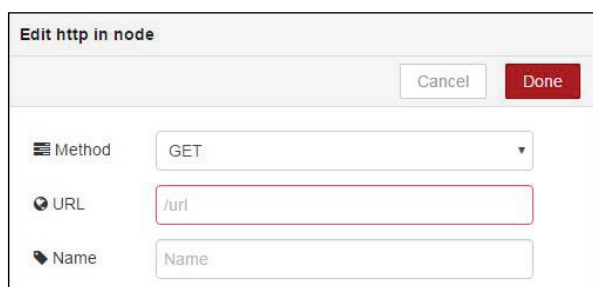 Edit http in node
Cancel Done
Method GET
URL /url
Name Name